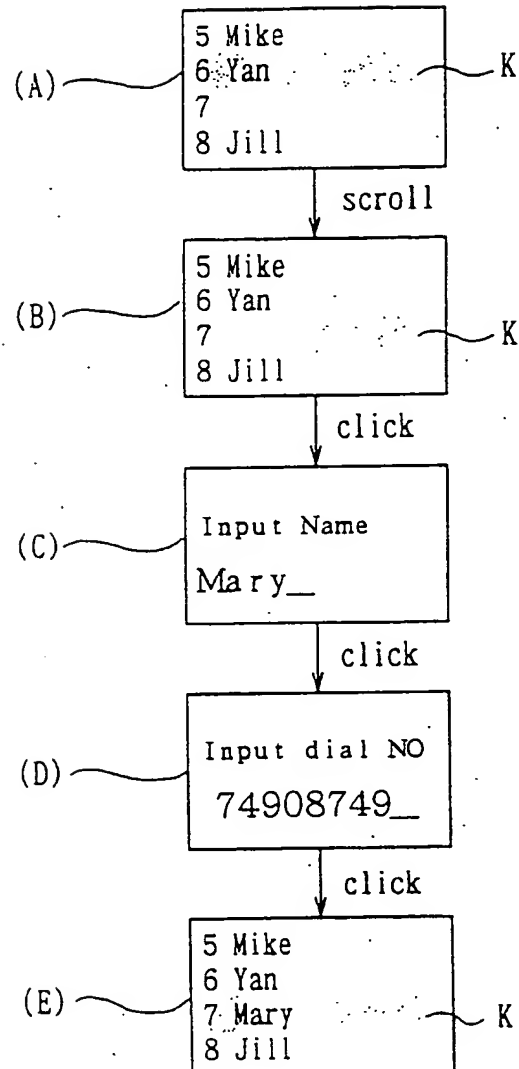 5 Mike
(A) 6 Yan K
7
8 Jill
scroll
5 Mike
(B) 6 Yan
7 K
8 Jill
click
Input Name
(C)
Mary_
click
Input dial NO
(D)
74908749_
click
5 Mike
6 Yan
(E) 7 Mary K
8 Jill